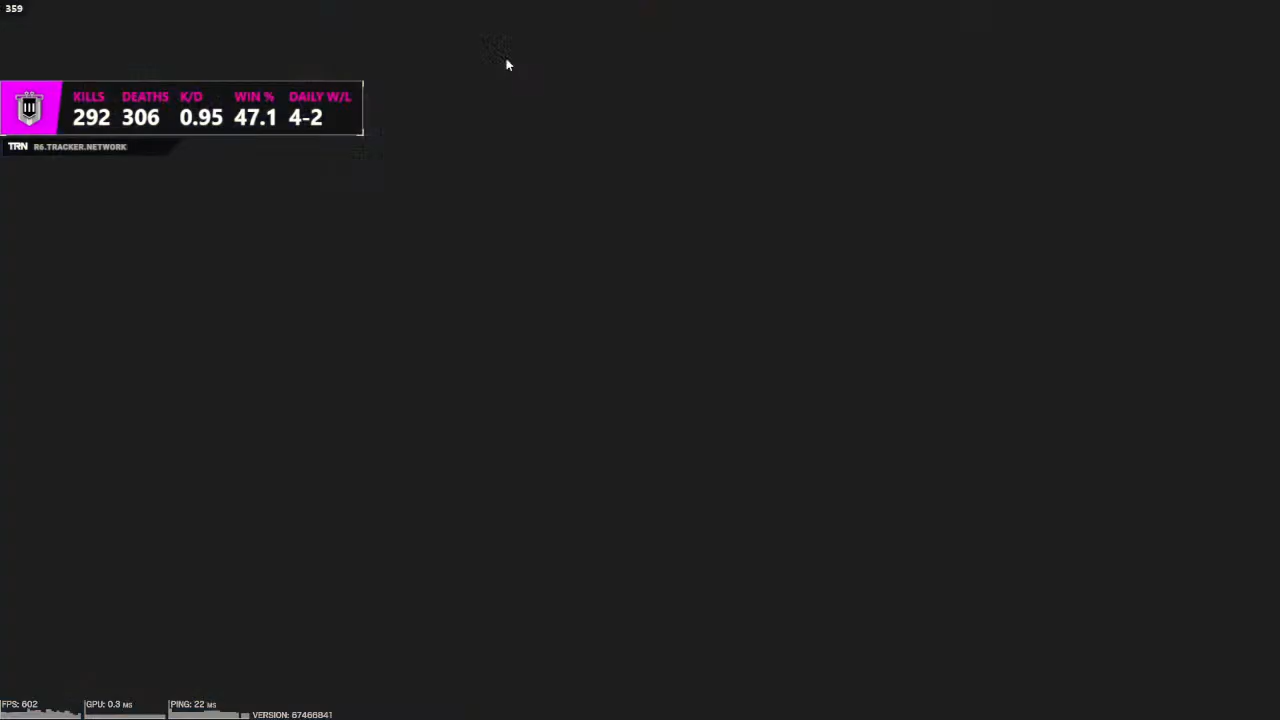 359
KILLS DEATHS K/D WIN % DAILY W/L
292 306 0.95 47.1 4-2
TRN R6.TRACKER.NETWORK
FPS: 602 GPU: 0.3 MS PING: 22 MS VERSION: 67466841